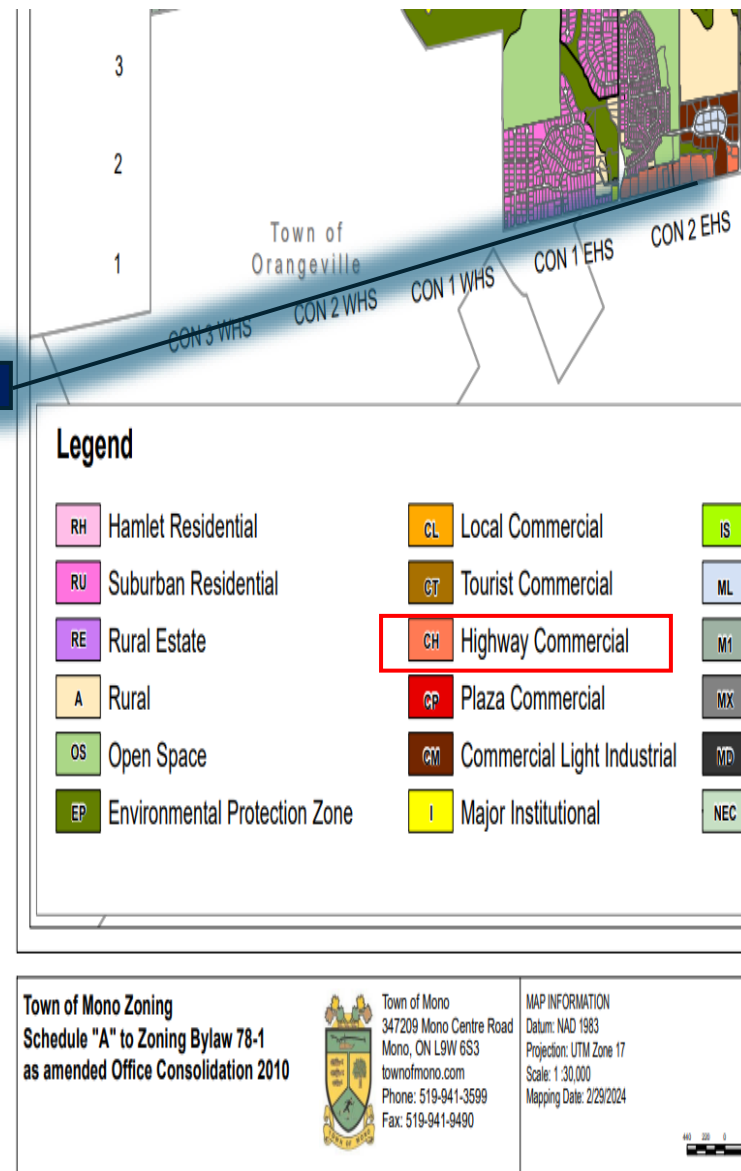 3
2
1
Town of
Orangeville
CON 3 WHS
CON 2 WHS
CON 1 WHS
CON 1 EHS
CON 2 EHS
Legend
RH Hamlet Residential
RU Suburban Residential
RE Rural Estate
A Rural
OS Open Space
EP Environmental Protection Zone
CL Local Commercial
CT Tourist Commercial
CH Highway Commercial
CP Plaza Commercial
CM Commercial Light Industrial
I Major Institutional
IS
ML
M1
MX
MD
NEC
Town of Mono Zoning
Schedule "A" to Zoning Bylaw 78-1
as amended Office Consolidation 2010
TOWN OF MONO
Town of Mono
347209 Mono Centre Road
Mono, ON L9W 6S3
townofmono.com
Phone: 519-941-3599
Fax: 519-941-9490
MAP INFORMATION
Datum: NAD 1983
Projection: UTM Zone 17
Scale: 1 :30,000
Mapping Date: 2/29/2024
440 220 0